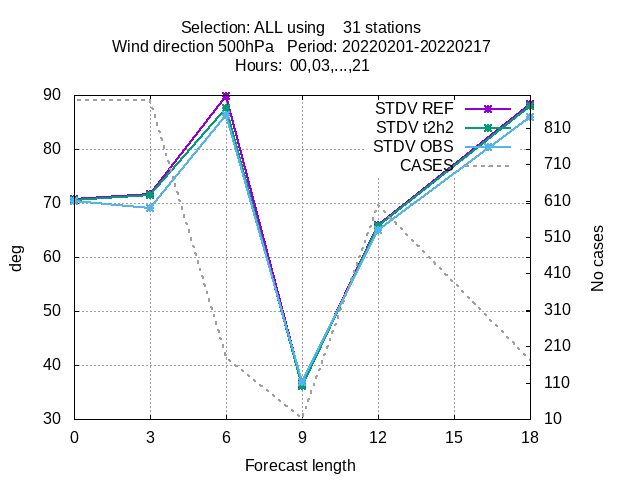 Selection: ALL using    31 stations
Wind direction 500hPa   Period: 20220201-20220217
Hours:  00,03,...,21
90
80
70
60
50
40
30
deg
STDV REF
STDV t2h2
STDV OBS
CASES
810
710
610
510
410
310
210
110
10
No cases
0 3 6 9 12 15 18
Forecast length